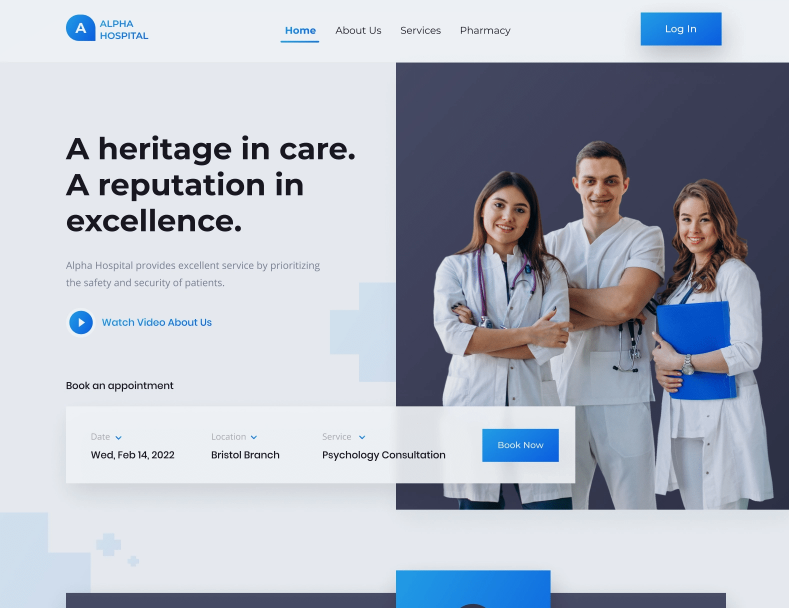 A
ALPHA
HOSPITAL
Home
About Us
Services
Pharmacy
Log In
A heritage in care.
A reputation in
excellence.
Alpha Hospital provides excellent service by prioritizing
the safety and security of patients.
Watch Video About Us
Book an appointment
Date
Location
Service
Wed, Feb 14, 2022
Bristol Branch
Psychology Consultation
Book Now